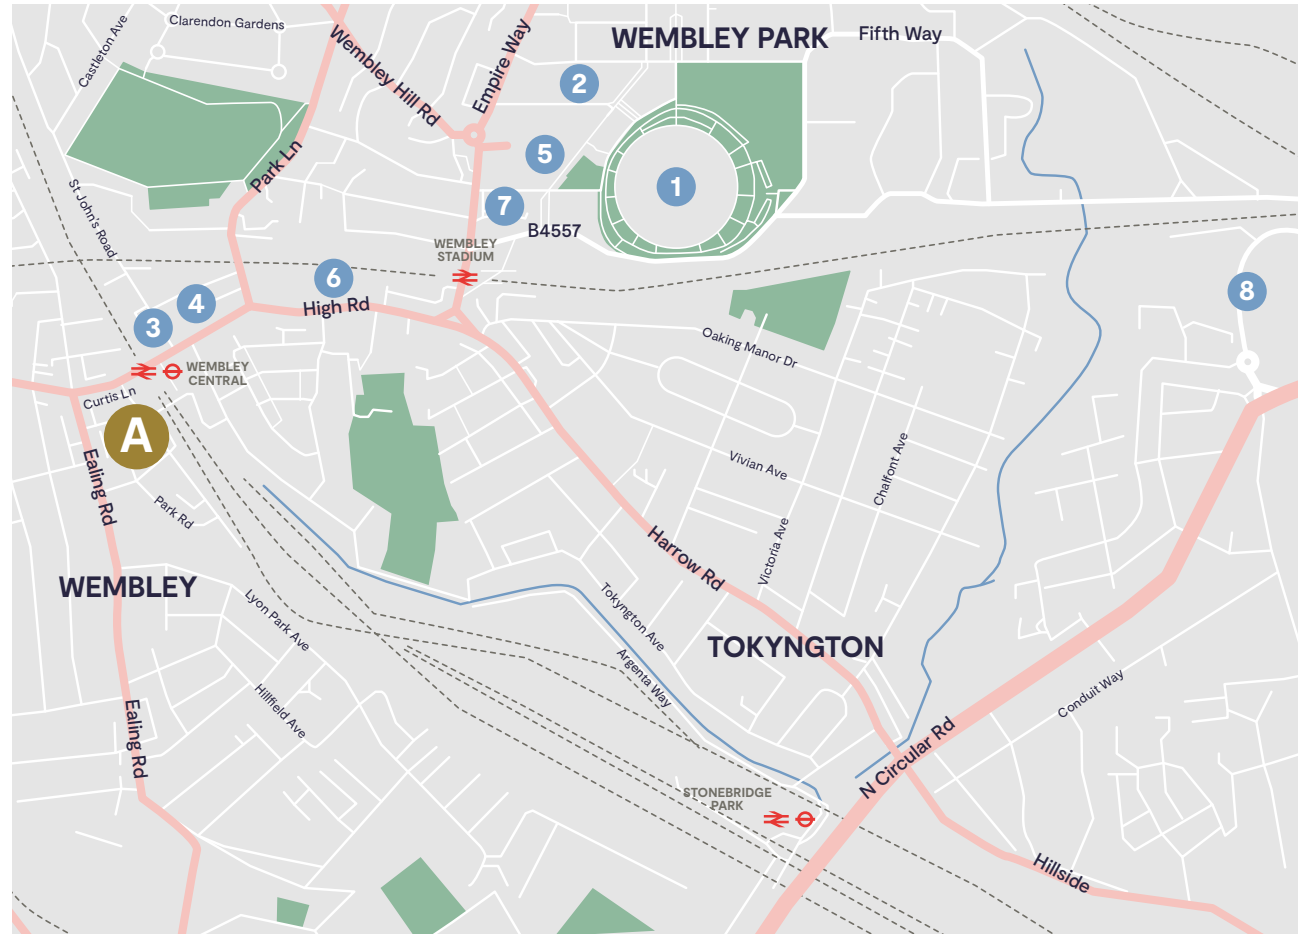 Clarendon Gardens
Castleton Ave
Wembley Hill Rd
Empire Way
WEMBLEY PARK
Fifth Way
2
5
1
7
B4557
Park Ln
St John's Road
WEMBLEY
STADIUM
6
High Rd
4
3
8
WEMBLEY
CENTRAL
Curtis Ln
A
Oaking Manor Dr
Ealing Rd
Park Rd
Vivian Ave
Chalfont Ave
Victoria Ave
Harrow Rd
WEMBLEY
Lyon Park Ave
Tokyngton Ave
TOKYNGTON
Argenta Way
Hillfield Ave
Conduit Way
Ealing Rd
N Circular Rd
STONEBRIDGE
PARK
Hillside